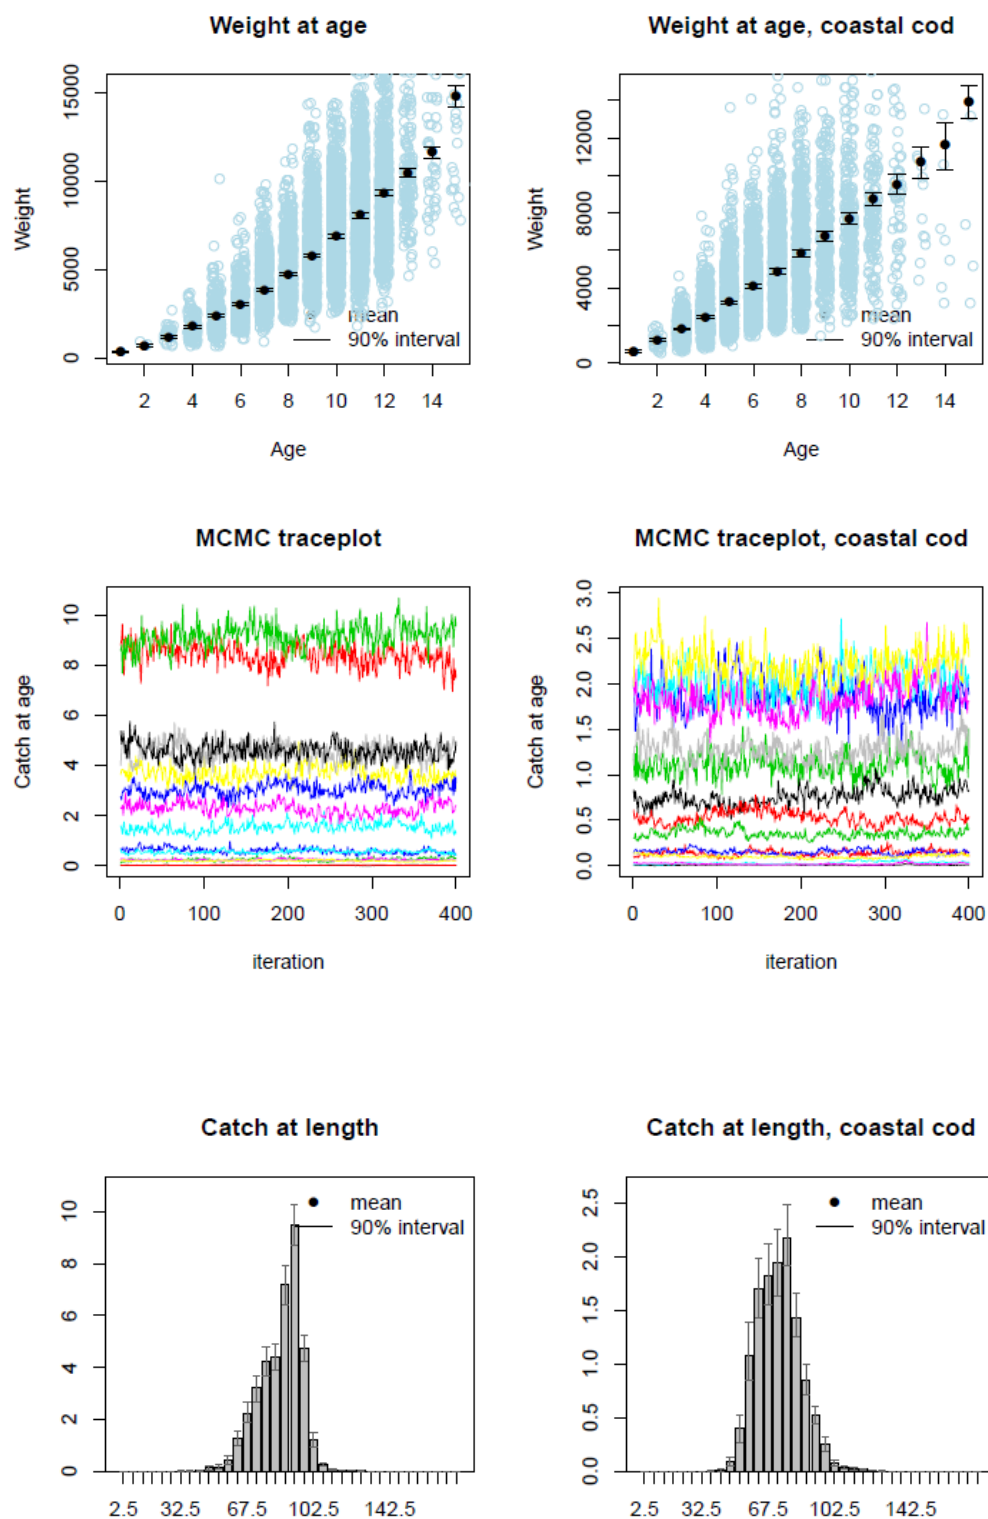 Weight at age
Weight at age, coastal cod
Weight
15000
10000
5000
0
mean
90% interval
2 4 6 8 10 12 14
Age
Weight
12000
8000
4000
0
mean
90% interval
2 4 6 8 10 12 14
Age
MCMC traceplot
MCMC traceplot, coastal cod
Catch at age
10
8
6
4
2
0
0 100 200 300 400
iteration
Catch at age
3.0
2.5
2.0
1.5
1.0
0.5
0.0
0 100 200 300 400
iteration
Catch at length
Catch at length, coastal cod
mean
90% interval
10
8
6
4
2
0
2.5 32.5 67.5 102.5 142.5
mean
90% interval
2.5
2.0
1.5
1.0
0.5
0.0
2.5 32.5 67.5 102.5 142.5